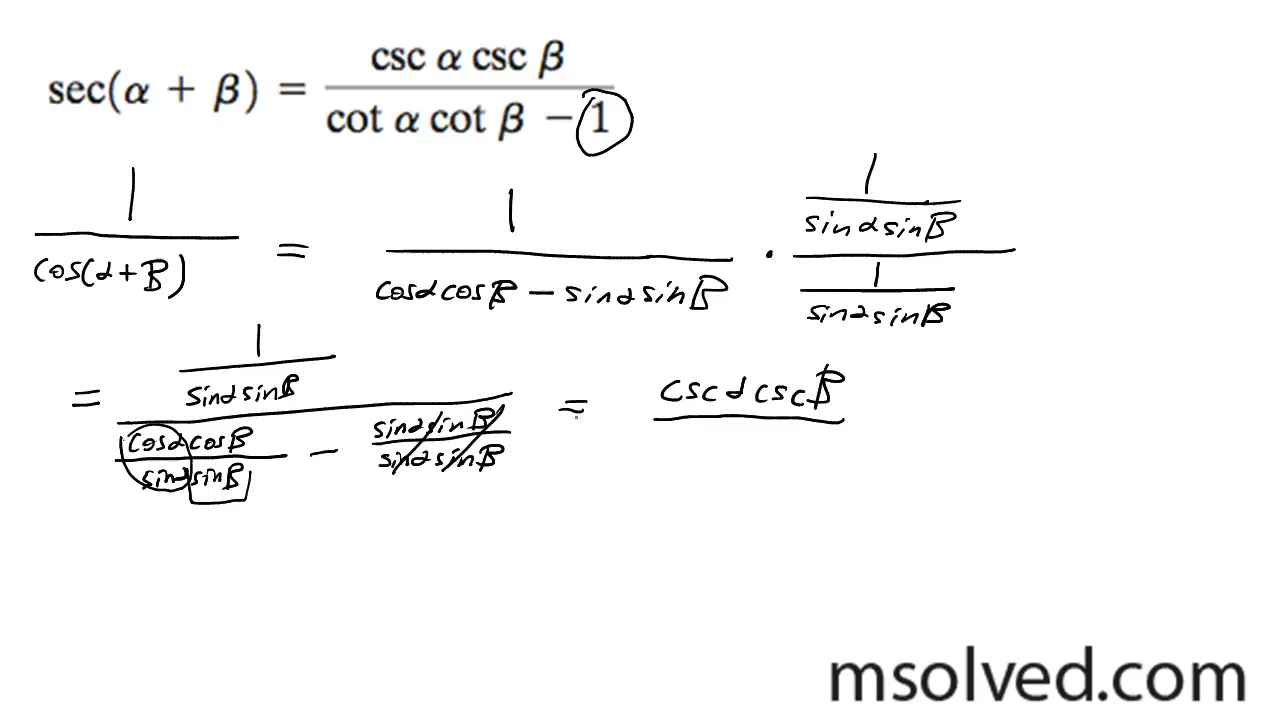 sec(α + β) = csc α csc β / cot α cot β − 1
1 / cos(α + β) = 1 / cosα cosβ − sinα sinβ · 1 / sinα sinβ / 1 / sinα sinβ
= 1 / sinα sinβ / cosα cosβ / sinα sinβ − sinα sinβ / sinα sinβ = cscα cscβ
msolved.com